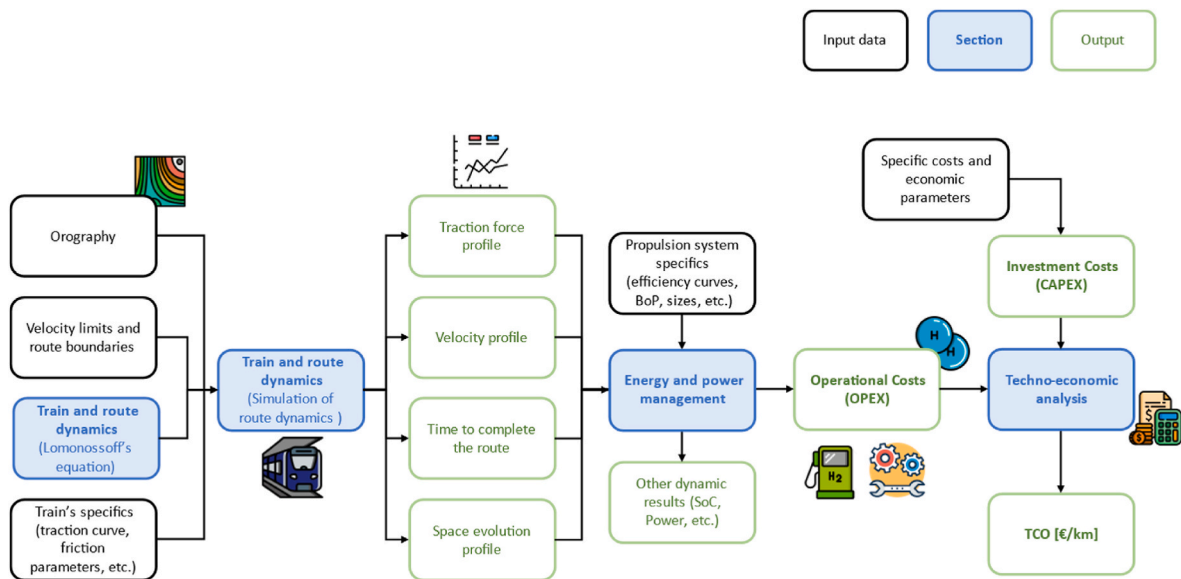 Input data
Section
Output
Orography
Velocity limits and
route boundaries
Train and route
dynamics
(Lomonossoff's
equation)
Train's specifics
(traction curve,
friction
parameters, etc.)
Train and route
dynamics
(Simulation of
route dynamics )
Traction force
profile
Velocity profile
Time to complete
the route
Space evolution
profile
Propulsion system
specifics
(efficiency curves,
BoP, sizes, etc.)
Energy and power
management
Other dynamic
results (SoC,
Power, etc.)
Operational Costs
(OPEX)
H
H
H2
Specific costs and
economic
parameters
Investment Costs
(CAPEX)
Techno-economic
analysis
$
$
TCO [€/km]